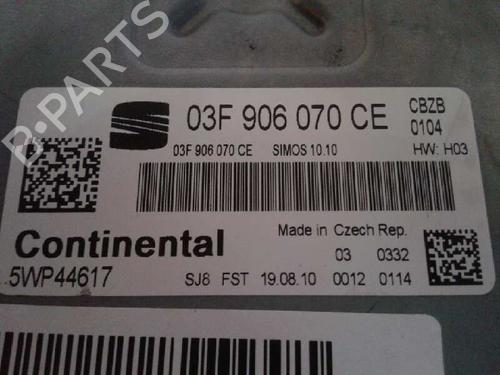 B-PARTS
03F 906 070 CE
CBZB
0104
03F 906 070 CE SIMOS 10.10
HW: H03
Continental
Made in Czech Rep.
03 0332
5WP44617
SJ8 FST 19.08.10 0012 0114